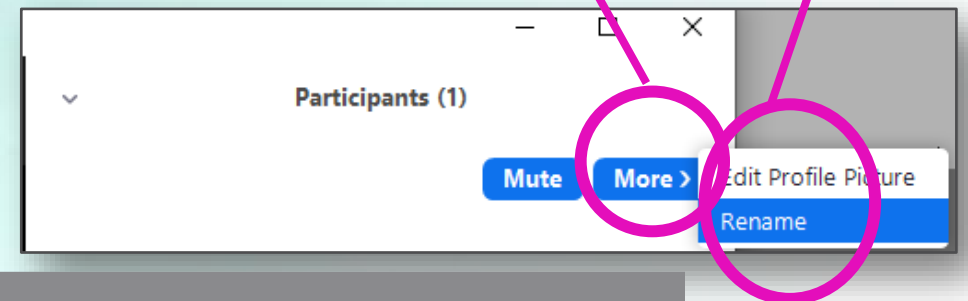 Participants (1)
Mute More >
Edit Profile Picture
Rename